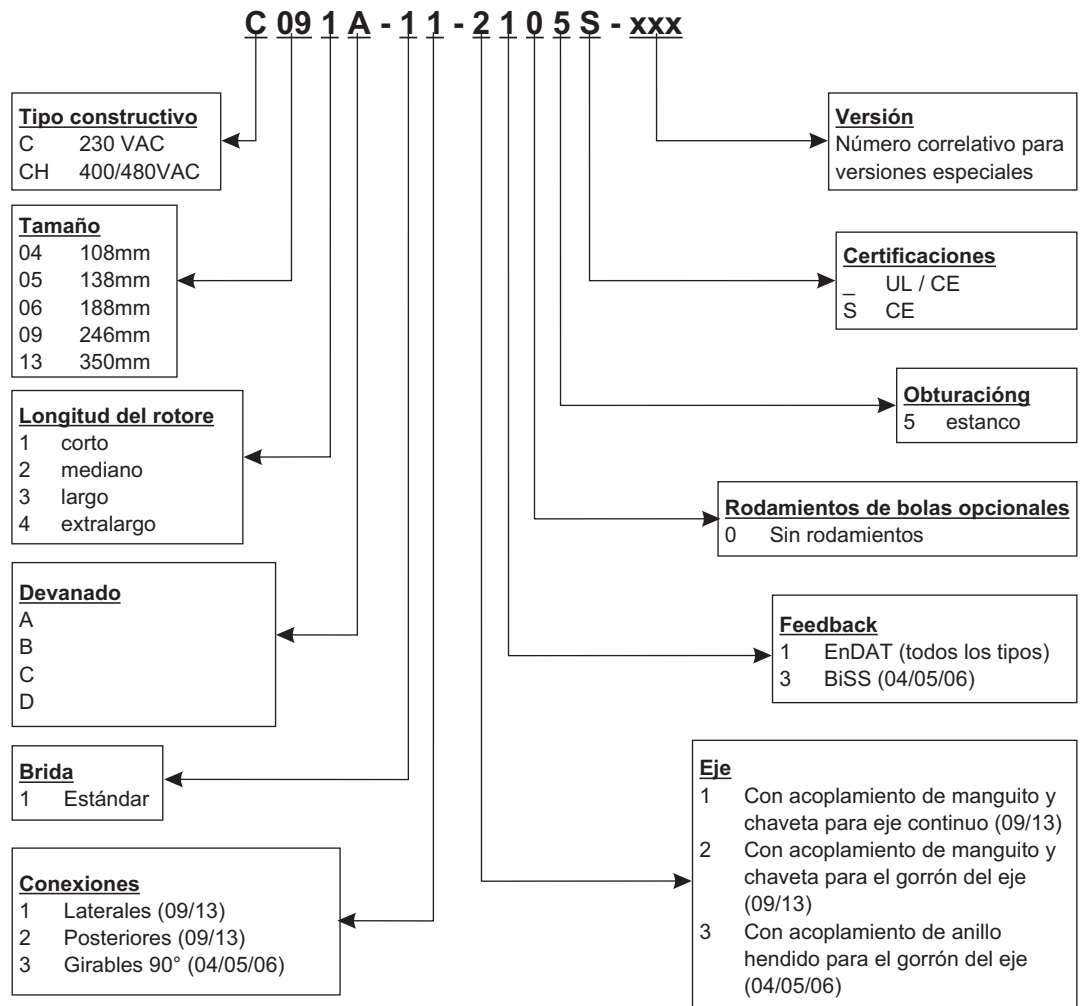 C 09 1 A - 1 1 - 2 1 0 5 S - xxx
Tipo constructivo
C 230 VAC
CH 400/480VAC
Tamaño
04 108mm
05 138mm
06 188mm
09 246mm
13 350mm
Longitud del rotore
1 corto
2 mediano
3 largo
4 extralargo
Devanado
A
B
C
D
Brida
1 Estándar
Conexiones
1 Laterales (09/13)
2 Posteriores (09/13)
3 Girables 90° (04/05/06)
Versión
Número correlativo para
versiones especiales
Certificaciones
_ UL / CE
S CE
Obturacióng
5 estanco
Rodamientos de bolas opcionales
0 Sin rodamientos
Feedback
1 EnDAT (todos los tipos)
3 BiSS (04/05/06)
Eje
1 Con acoplamiento de manguito y
chaveta para eje continuo (09/13)
2 Con acoplamiento de manguito y
chaveta para el gorrón del eje
(09/13)
3 Con acoplamiento de anillo
hendido para el gorrón del eje
(04/05/06)